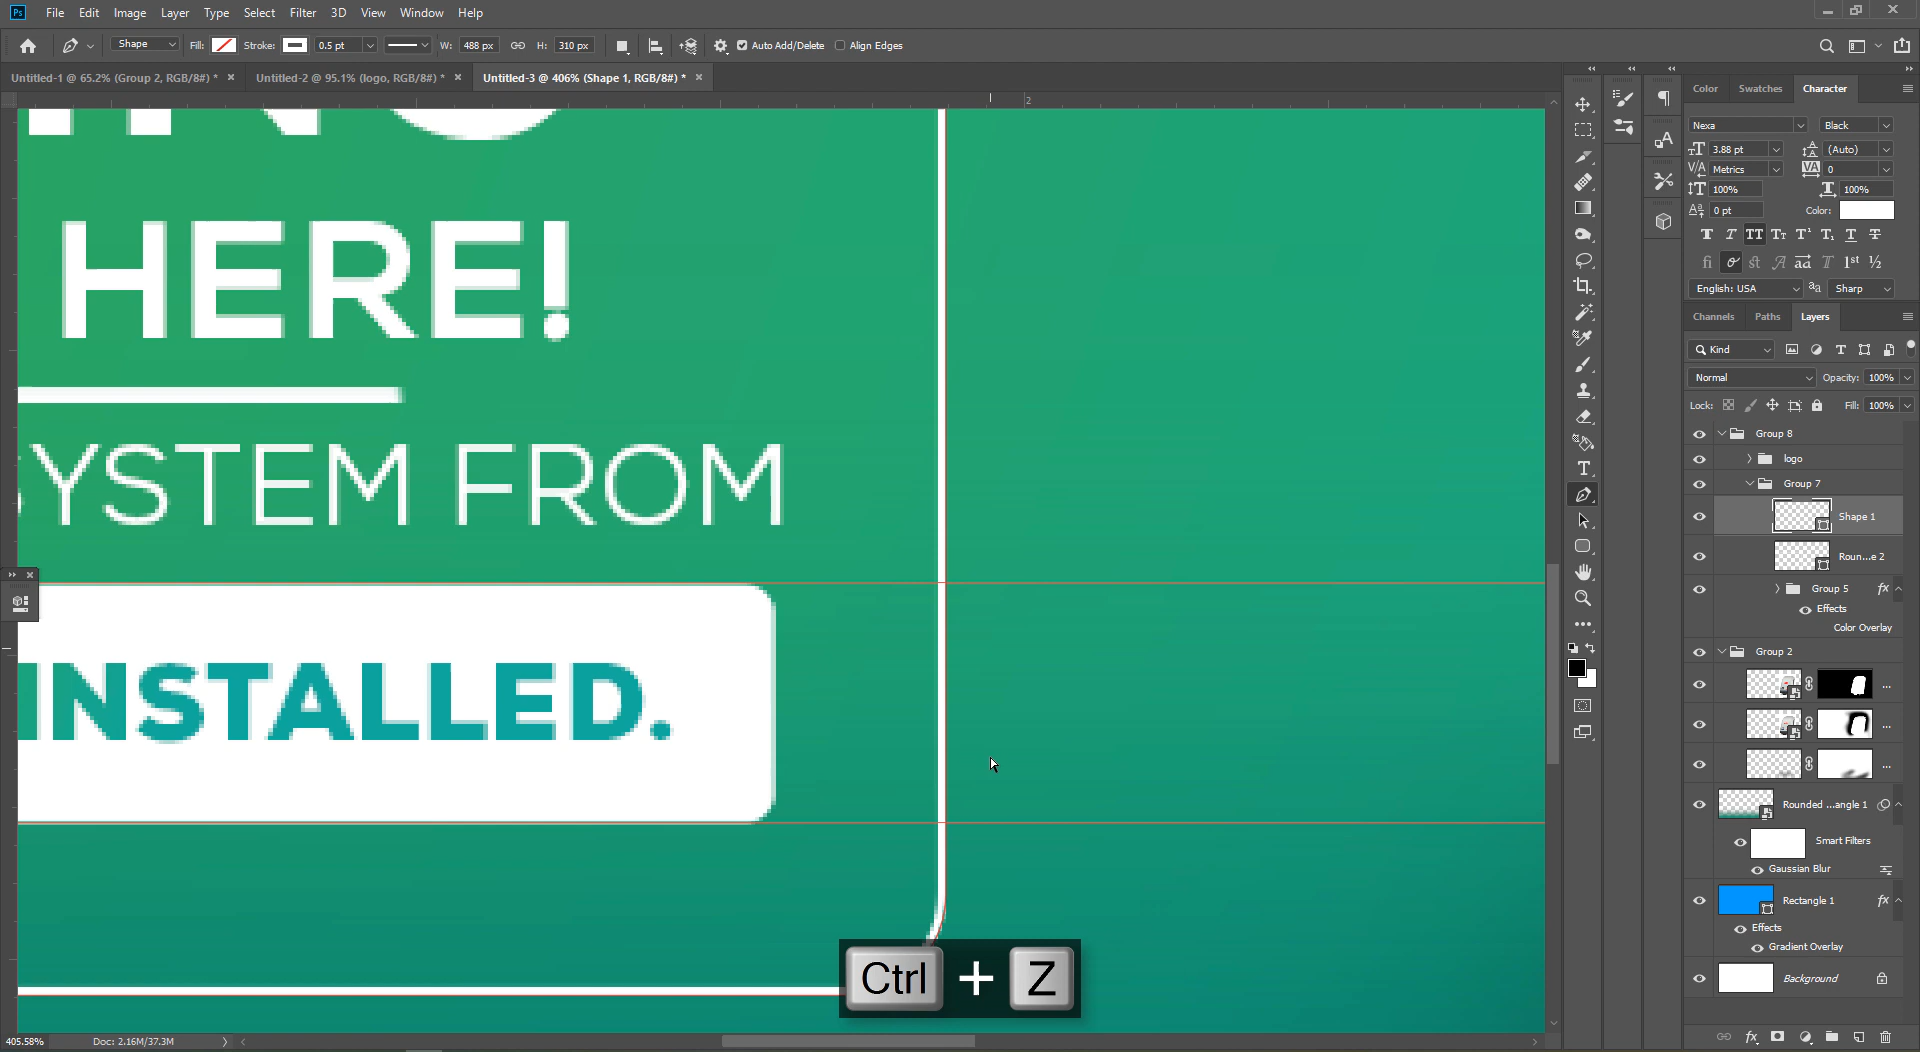 File Edit Image Layer Type Select Filter 3D View Window Help
Shape Fill: Stroke: 0.5 pt W: 488 px H: 310 px Auto Add/Delete Align Edges
Untitled-1 @ 65.2% (Group 2, RGB/8#) * Untitled-2 @ 95.1% (logo, RGB/8#) * Untitled-3 @ 406% (Shape 1, RGB/8#) *
2
HERE!
SYSTEM FROM
INSTALLED.
Ctrl + Z
405.58% Doc: 2.16M/37.3M
Color Swatches Character
Nexa Black
3.88 pt (Auto)
Metrics 0
100% 100%
0 pt Color:
English: USA Sharp
Channels Paths Layers
Kind
Normal Opacity: 100%
Lock: Fill: 100%
Group 8
logo
Group 7
Shape 1
Roun...e 2
Group 5 fx
Effects
Color Overlay
Group 2
Rounded ...angle 1
Smart Filters
Gaussian Blur
Rectangle 1 fx
Effects
Gradient Overlay
Background